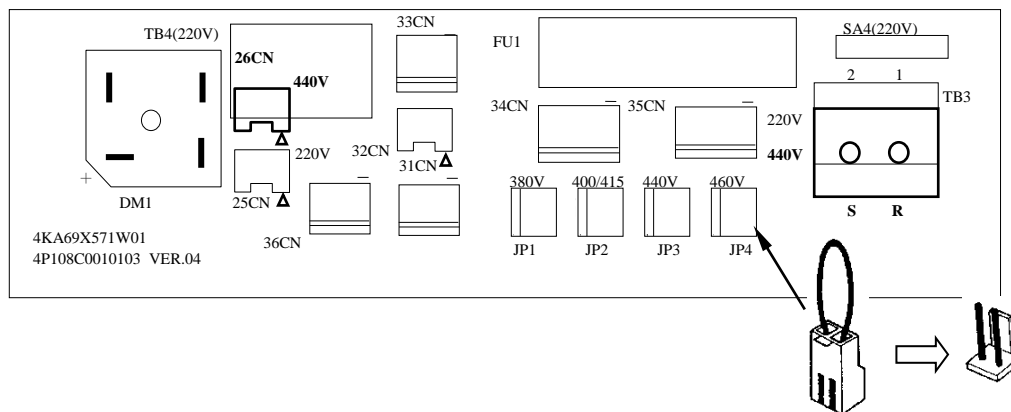 33CN
TB4(220V)
26CN
440V
FU1
SA4(220V)
2 1
TB3
34CN
35CN
220V
440V
32CN
31CN
220V
25CN
DM1
36CN
380V 400/415 440V 460V
JP1 JP2 JP3 JP4
S R
4KA69X571W01
4P108C0010103 VER.04